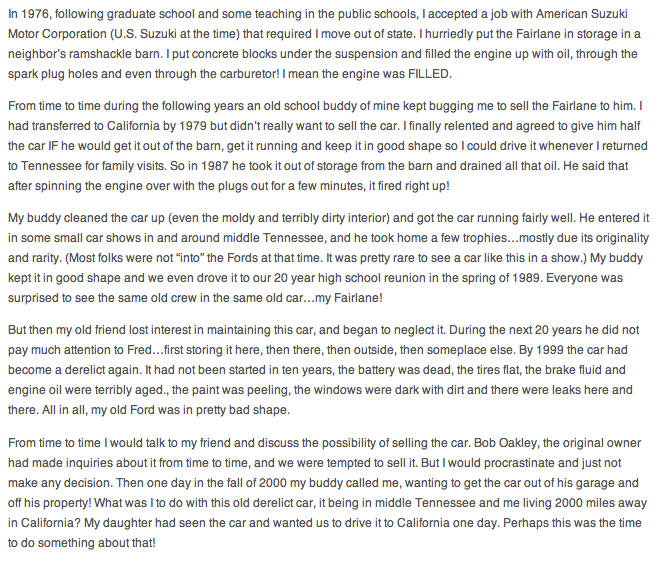 In 1976, following graduate school and some teaching in the public schools, I accepted a job with American Suzuki
Motor Corporation (U.S. Suzuki at the time) that required I move out of state. I hurriedly put the Fairlane in storage in a
neighbor's ramshackle barn. I put concrete blocks under the suspension and filled the engine up with oil, through the
spark plug holes and even through the carburetor! I mean the engine was FILLED.
From time to time during the following years an old school buddy of mine kept bugging me to sell the Fairlane to him. I
had transferred to California by 1979 but didn't really want to sell the car. I finally relented and agreed to give him half
the car IF he would get it out of the barn, get it running and keep it in good shape so I could drive it whenever I returned
to Tennessee for family visits. So in 1987 he took it out of storage from the barn and drained all that oil. He said that
after spinning the engine over with the plugs out for a few minutes, it fired right up!
My buddy cleaned the car up (even the moldy and terribly dirty interior) and got the car running fairly well. He entered it
in some small car shows in and around middle Tennessee, and he took home a few trophies…mostly due its originality
and rarity. (Most folks were not “into” the Fords at that time. It was pretty rare to see a car like this in a show.) My buddy
kept it in good shape and we even drove it to our 20 year high school reunion in the spring of 1989. Everyone was
surprised to see the same old crew in the same old car…my Fairlane!
But then my old friend lost interest in maintaining this car, and began to neglect it. During the next 20 years he did not
pay much attention to Fred…first storing it here, then there, then outside, then someplace else. By 1999 the car had
become a derelict again. It had not been started in ten years, the battery was dead, the tires flat, the brake fluid and
engine oil were terribly aged., the paint was peeling, the windows were dark with dirt and there were leaks here and
there. All in all, my old Ford was in pretty bad shape.
From time to time I would talk to my friend and discuss the possibility of selling the car. Bob Oakley, the original owner
had made inquiries about it from time to time, and we were tempted to sell it. But I would procrastinate and just not
make any decision. Then one day in the fall of 2000 my buddy called me, wanting to get the car out of his garage and
off his property! What was I to do with this old derelict car, it being in middle Tennessee and me living 2000 miles away
in California? My daughter had seen the car and wanted us to drive it to California one day. Perhaps this was the time
to do something about that!